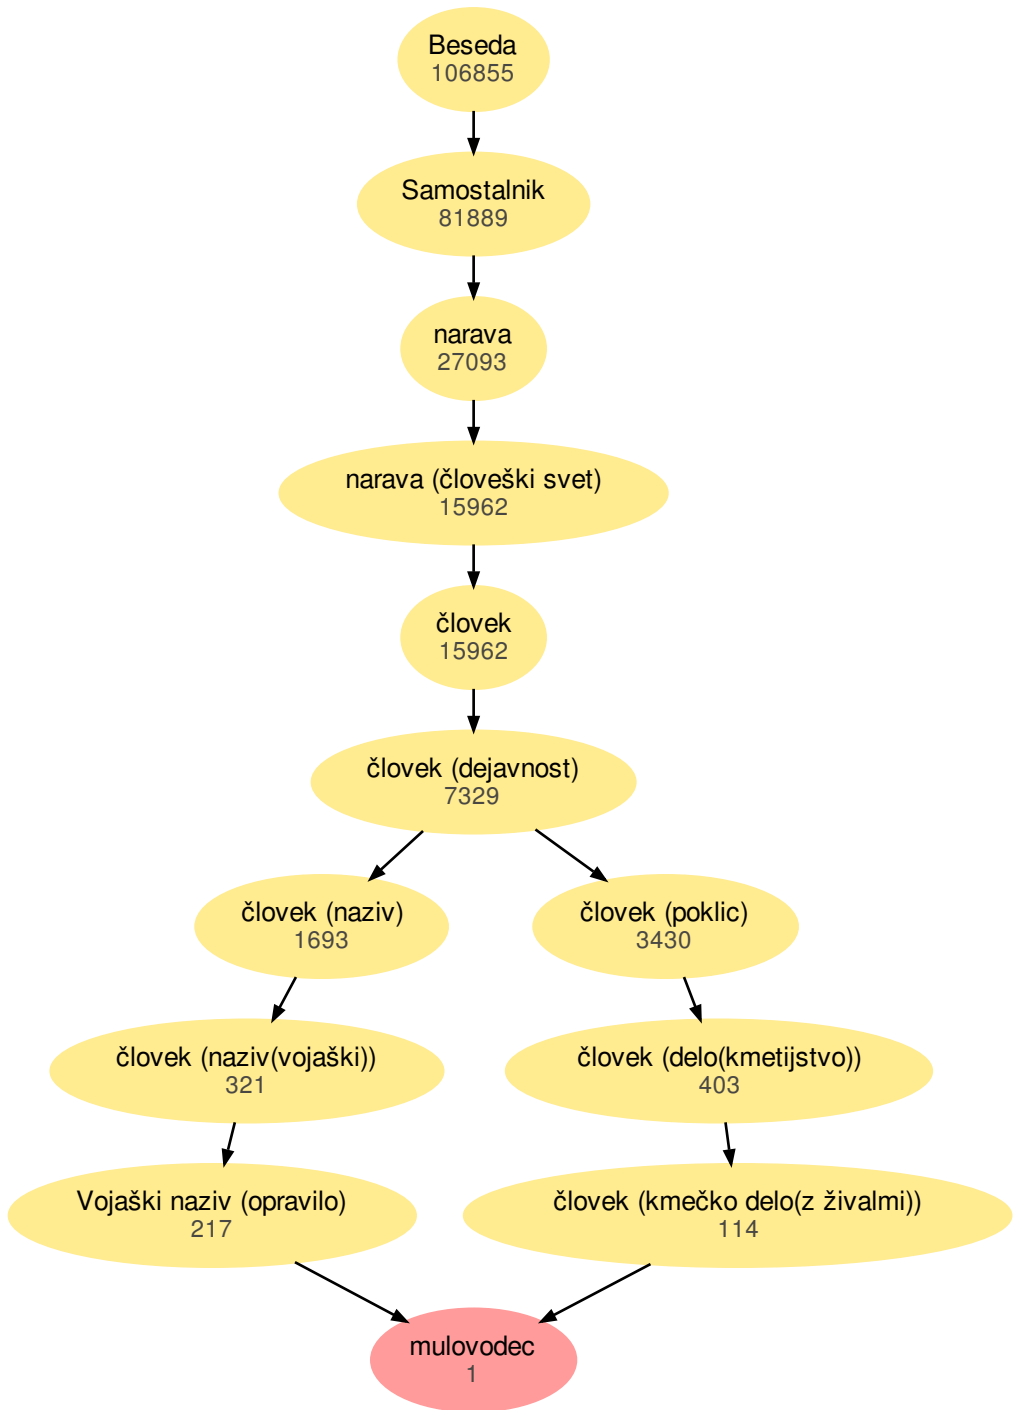 Beseda
106855
Samostalnik
81889
narava
27093
narava (človeški svet)
15962
človek
15962
človek (dejavnost)
7329
človek (naziv)
1693
človek (poklic)
3430
človek (naziv(vojaški))
321
človek (delo(kmetijstvo))
403
Vojaški naziv (opravilo)
217
človek (kmečko delo(z živalmi))
114
mulovodec
1